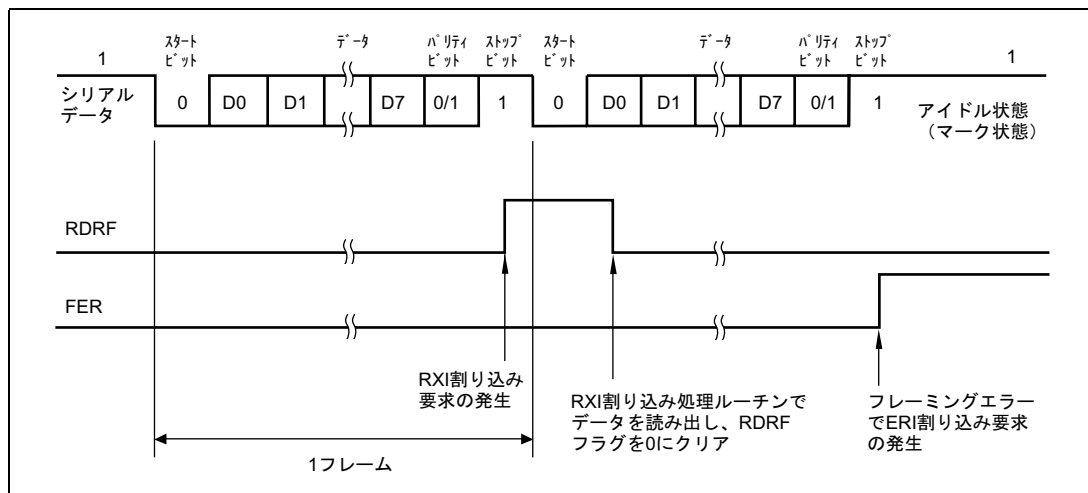 ｽﾀｰﾄ
ﾋﾞｯﾄ
ﾃﾞｰﾀ
ﾊﾟﾘﾃｨ
ﾋﾞｯﾄ
ｽﾄｯﾌﾟ
ﾋﾞｯﾄ
ｽﾀｰﾄ
ﾋﾞｯﾄ
ﾃﾞｰﾀ
ﾊﾟﾘﾃｨ
ﾋﾞｯﾄ
ｽﾄｯﾌﾟ
ﾋﾞｯﾄ
1
1
シリアル
データ
0 D0 D1 D7 0/1 1 0 D0 D1 D7 0/1 1
アイドル状態
（マーク状態）
RDRF
FER
RXI割り込み
要求の発生
RXI割り込み処理ルーチンで
データを読み出し、RDRF
フラグを0にクリア
フレーミングエラー
でERI割り込み要求
の発生
1フレーム